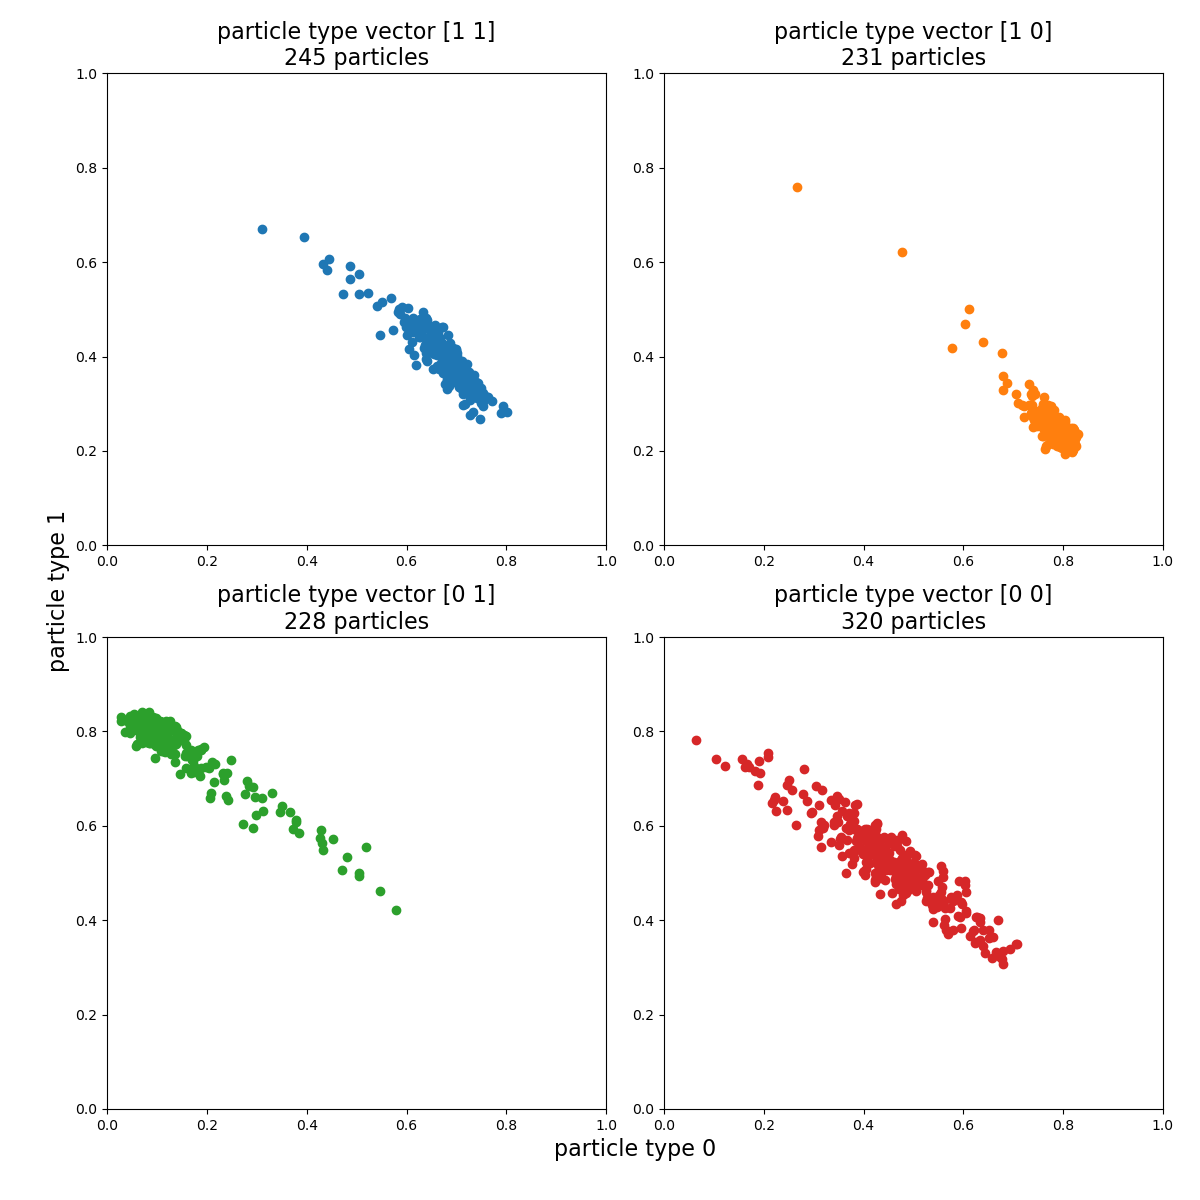 particle type vector [1 1]
245 particles
particle type vector [1 0]
231 particles
1.0
0.8
0.6
0.4
0.2
0.0
0.0 0.2 0.4 0.6 0.8 1.0
1.0
0.8
0.6
0.4
0.2
0.0
0.0 0.2 0.4 0.6 0.8 1.0
particle type vector [0 1]
228 particles
particle type vector [0 0]
320 particles
1.0
0.8
0.6
0.4
0.2
0.0
0.0 0.2 0.4 0.6 0.8 1.0
1.0
0.8
0.6
0.4
0.2
0.0
0.0 0.2 0.4 0.6 0.8 1.0
particle type 1
particle type 0